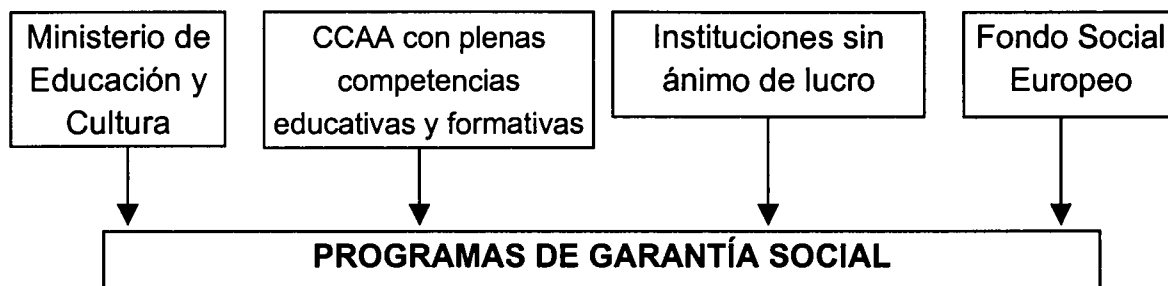 Ministerio de
Educación y
Cultura
CCAA con plenas
competencias
educativas y formativas
Instituciones sin
ánimo de lucro
Fondo Social
Europeo
PROGRAMAS DE GARANTÍA SOCIAL